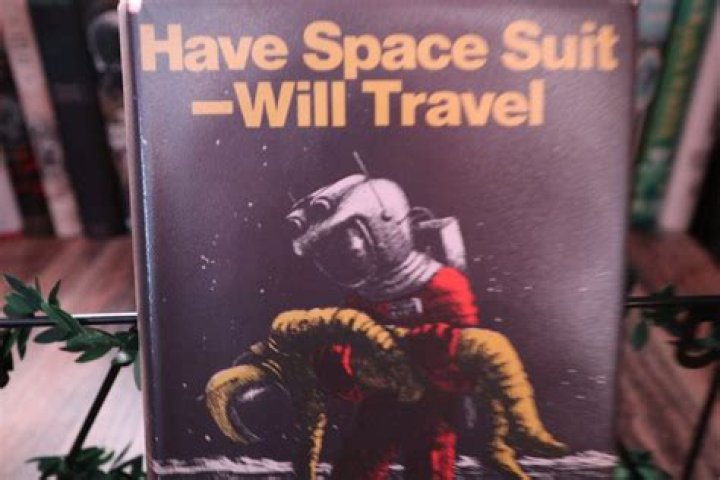 Have Space Suit
—Will Travel